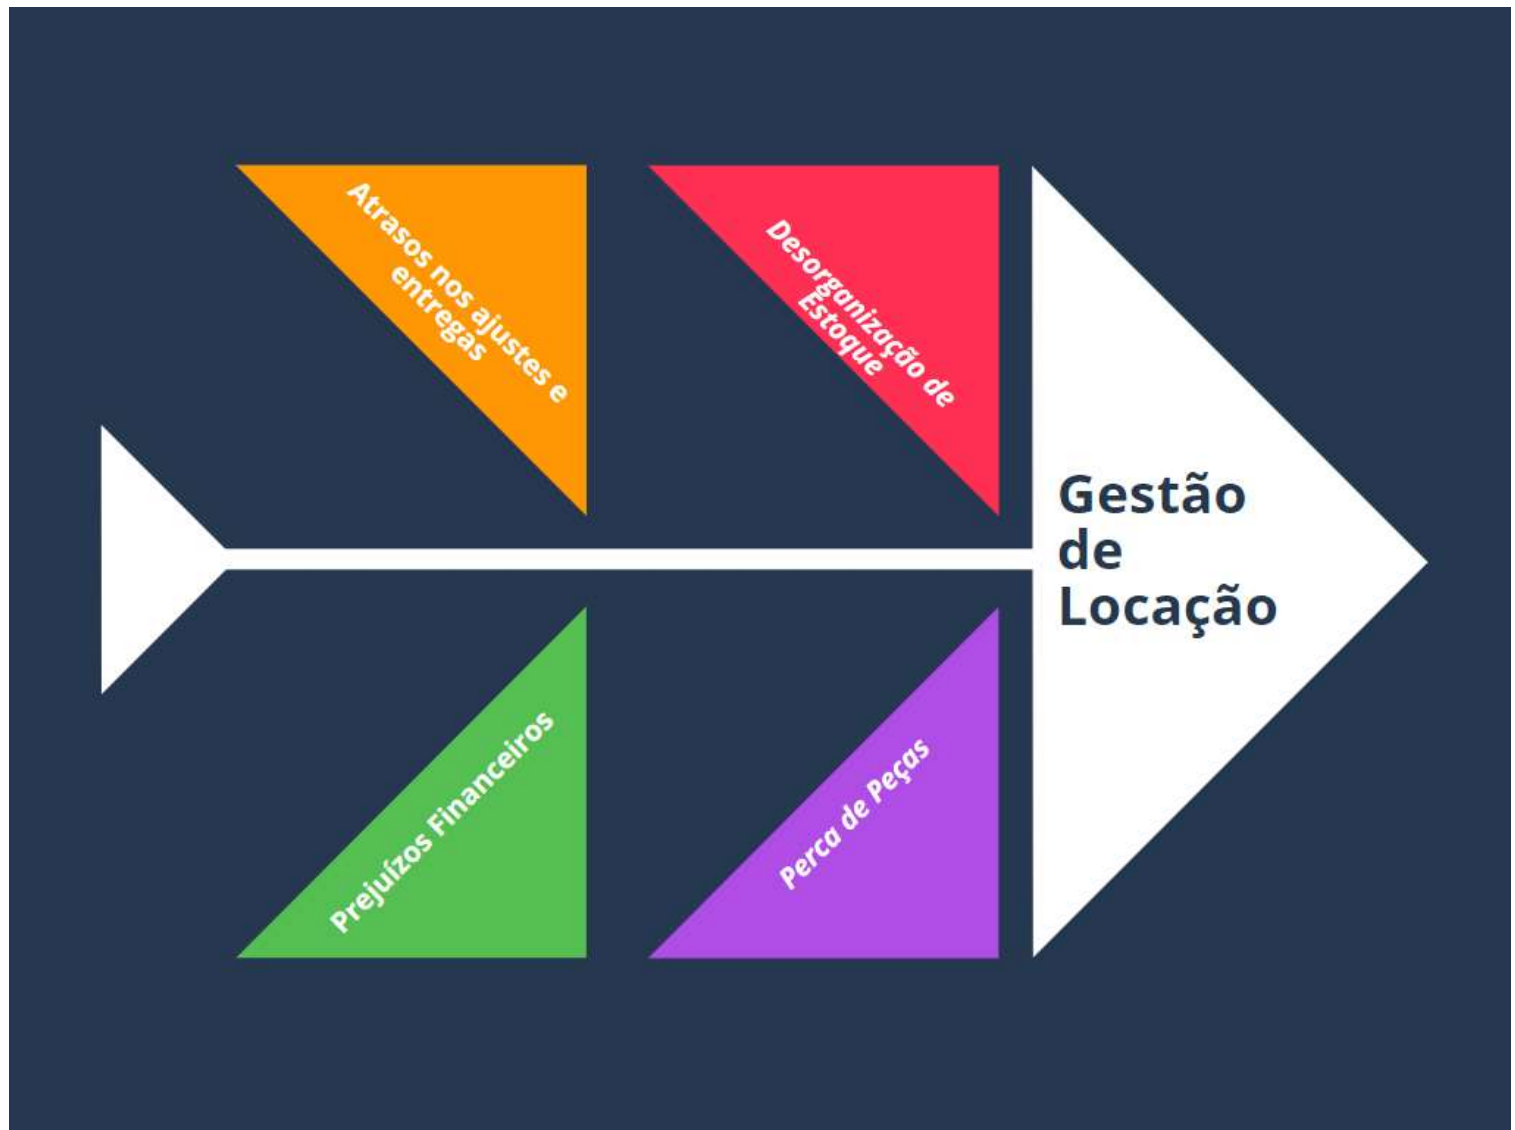 Atrasos nos ajustes e
entregas
Desorganização de
Estoque
Gestão
de
Locação
Prejuízos Financeiros
Perca de Peças